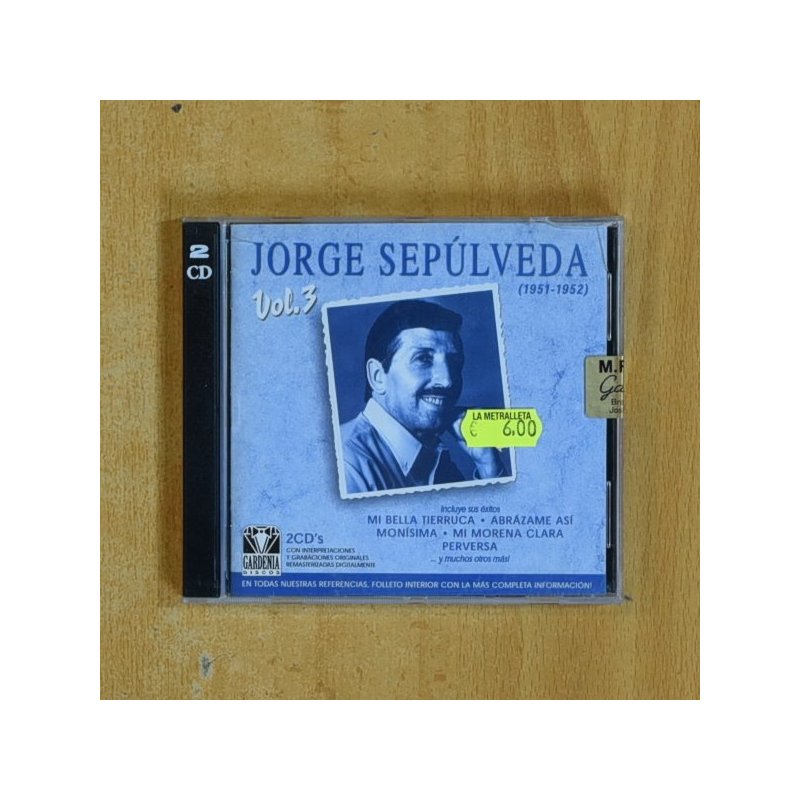 2
CD
JORGE SEPÚLVEDA
(1951-1952)
Vol.3
M.
LA METRALLETA
€ 6.00
Incluye sus éxitos
MI BELLA TIERRUCA • ABRÁZAME ASÍ
MONÍSIMA • MI MORENA CLARA
PERVERSA
... y muchos otros más!
2CD's
CON INTERPRETACIONES
Y GRABACIONES ORIGINALES
REMASTERIZADAS DIGITALMENTE
GARDENIA
DISCOS
EN TODAS NUESTRAS REFERENCIAS, FOLLETO INTERIOR CON LA MÁS COMPLETA INFORMACIÓN!